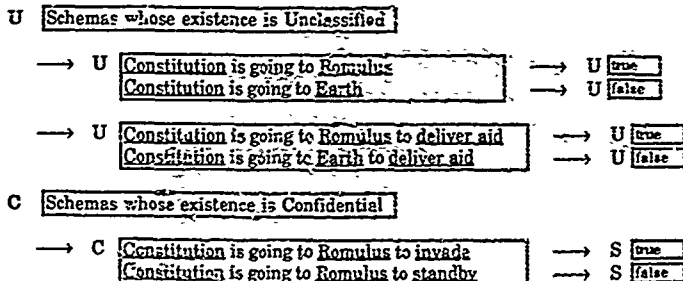 U Schemas whose existence is Unclassified
→ U Constitution is going to Romulus → U true
Constitution is going to Earth → U false
→ U Constitution is going to Romulus to deliver aid → U true
Constitution is going to Earth to deliver aid → U false
C Schemas whose existence is Confidential
→ C Constitution is going to Romulus to invade → S true
Constitution is going to Romulus to standby → S false